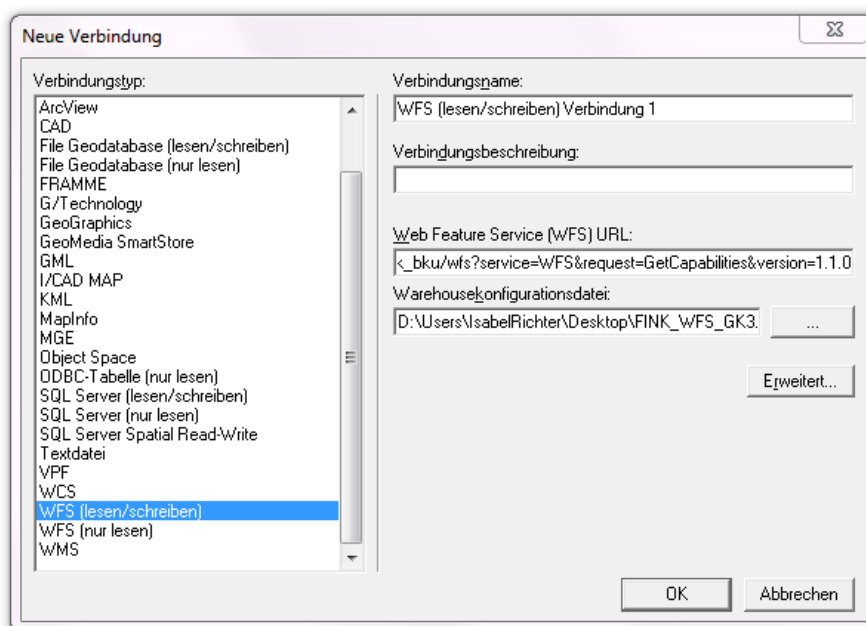 Neue Verbindung
Verbindungstyp:
ArcView
CAD
File Geodatabase (lesen/schreiben)
File Geodatabase (nur lesen)
FRAMME
G/Technology
GeoGraphics
GeoMedia SmartStore
GML
I/CAD MAP
KML
MapInfo
MGE
Object Space
ODBC-Tabelle (nur lesen)
SQL Server (lesen/schreiben)
SQL Server (nur lesen)
SQL Server Spatial Read-Write
Textdatei
VPF
WCS
WFS (lesen/schreiben)
WFS (nur lesen)
WMS
Verbindungsname:
WFS (lesen/schreiben) Verbindung 1
Verbindungsbeschreibung:
Web Feature Service (WFS) URL:
_bku/wfs?service=WFS&request=GetCapabilities&version=1.1.0
Warehousekonfigurationsdatei:
D:\Users\IsabelRichter\Desktop\FINK_WFS_GK3.
...
Erweitert...
OK
Abbrechen